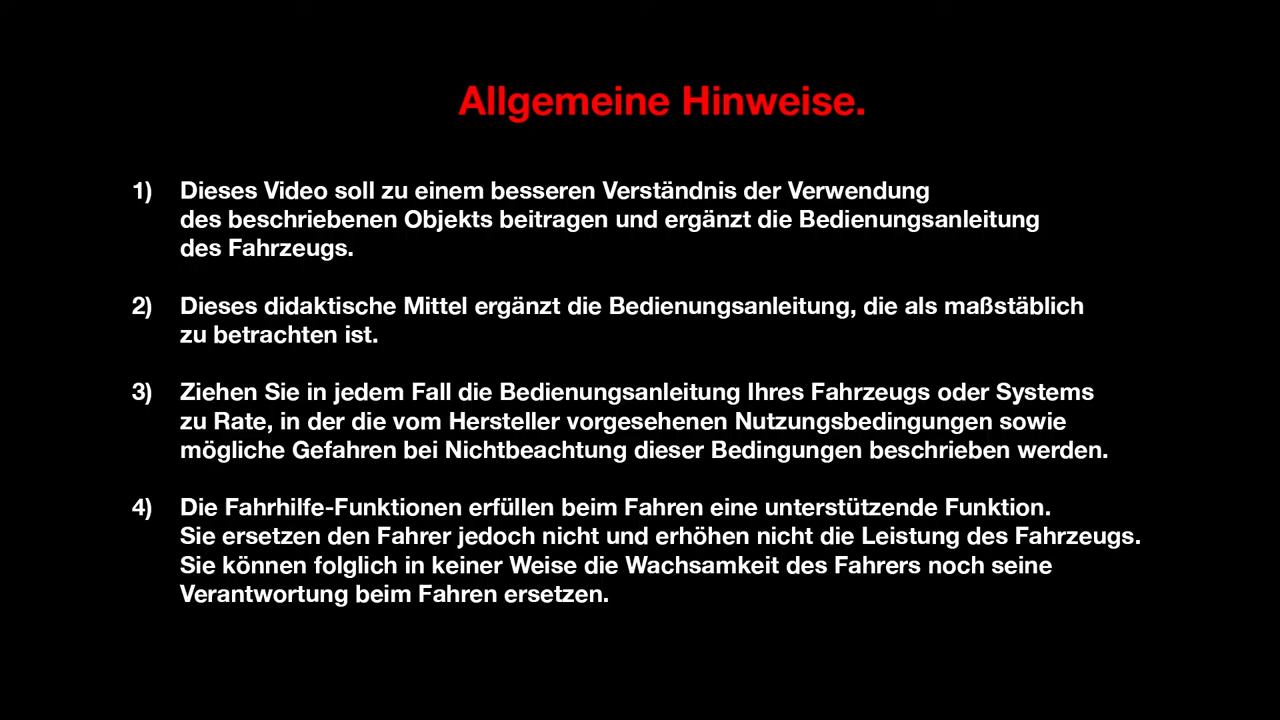 Allgemeine Hinweise.
1) Dieses Video soll zu einem besseren Verständnis der Verwendung
des beschriebenen Objekts beitragen und ergänzt die Bedienungsanleitung
des Fahrzeugs.
2) Dieses didaktische Mittel ergänzt die Bedienungsanleitung, die als maßstäblich
zu betrachten ist.
3) Ziehen Sie in jedem Fall die Bedienungsanleitung Ihres Fahrzeugs oder Systems
zu Rate, in der die vom Hersteller vorgesehenen Nutzungsbedingungen sowie
mögliche Gefahren bei Nichtbeachtung dieser Bedingungen beschrieben werden.
4) Die Fahrhilfe-Funktionen erfüllen beim Fahren eine unterstützende Funktion.
Sie ersetzen den Fahrer jedoch nicht und erhöhen nicht die Leistung des Fahrzeugs.
Sie können folglich in keiner Weise die Wachsamkeit des Fahrers noch seine
Verantwortung beim Fahren ersetzen.